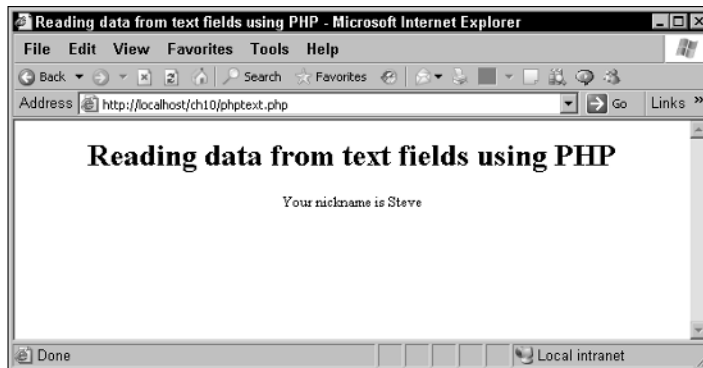 Reading data from text fields using PHP - Microsoft Internet Explorer
File Edit View Favorites Tools Help
Back Search Favorites
Address http://localhost/ch10/phptext.php Go Links »
Reading data from text fields using PHP
Your nickname is Steve
Done Local intranet